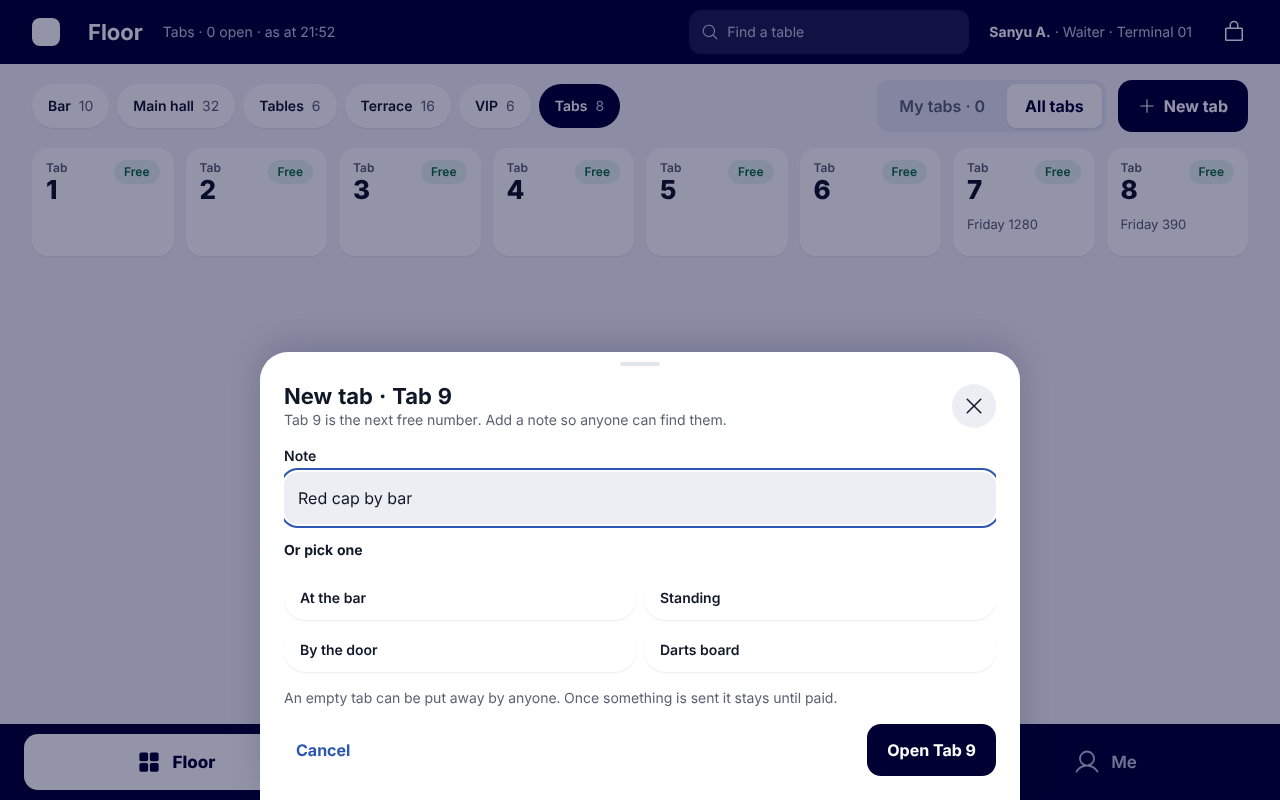 Floor
Tabs · 0 open · as at 21:52
Find a table
Sanyu A. · Waiter · Terminal 01
Bar 10
Main hall 32
Tables 6
Terrace 16
VIP 6
Tabs 8
My tabs · 0
All tabs
New tab
Tab 1 Free
Tab 2 Free
Tab 3 Free
Tab 4 Free
Tab 5 Free
Tab 6 Free
Tab 7 Free
Friday 1280
Tab 8 Free
Friday 390
New tab · Tab 9
Tab 9 is the next free number. Add a note so anyone can find them.
Note
Red cap by bar
Or pick one
At the bar
Standing
By the door
Darts board
An empty tab can be put away by anyone. Once something is sent it stays until paid.
Cancel
Open Tab 9
Floor
Me